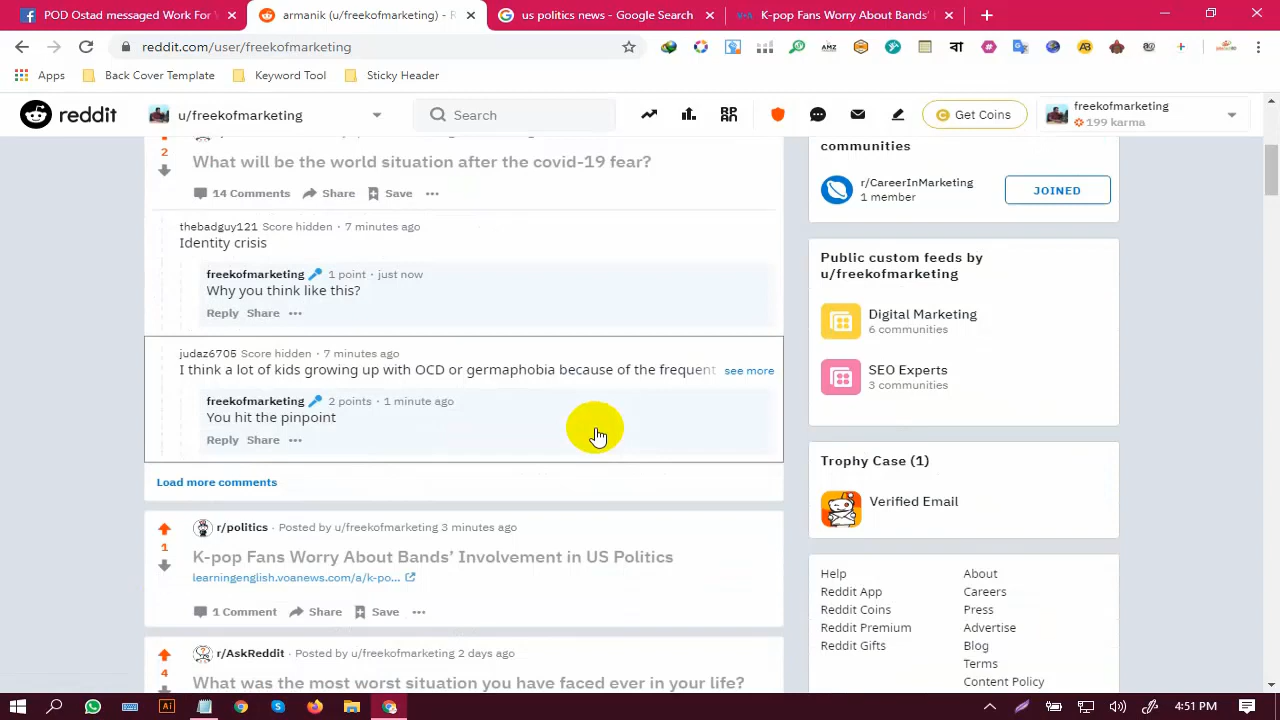 POD Ostad messaged Work For
armanik (u/freekofmarketing) - R
us politics news - Google Search
K-pop Fans Worry About Bands'
reddit.com/user/freekofmarketing
Apps
Back Cover Template
Keyword Tool
Sticky Header
reddit
u/freekofmarketing
Search
Get Coins
freekofmarketing
199 karma
2
What will be the world situation after the covid-19 fear?
14 Comments
Share
Save
thebadguy121 Score hidden · 7 minutes ago
Identity crisis
freekofmarketing 1 point · just now
Why you think like this?
Reply Share
judaz6705 Score hidden · 7 minutes ago
I think a lot of kids growing up with OCD or germaphobia because of the frequent
see more
freekofmarketing 2 points · 1 minute ago
You hit the pinpoint
Reply Share
Load more comments
r/politics · Posted by u/freekofmarketing 3 minutes ago
1
K-pop Fans Worry About Bands' Involvement in US Politics
learningenglish.voanews.com/a/k-po...
1 Comment
Share
Save
r/AskReddit · Posted by u/freekofmarketing 2 days ago
4
What was the most worst situation you have faced ever in your life?
communities
r/CareerInMarketing
1 member
JOINED
Public custom feeds by
u/freekofmarketing
Digital Marketing
6 communities
SEO Experts
3 communities
Trophy Case (1)
Verified Email
Help
Reddit App
Reddit Coins
Reddit Premium
Reddit Gifts
About
Careers
Press
Advertise
Blog
Terms
Content Policy
4:51 PM